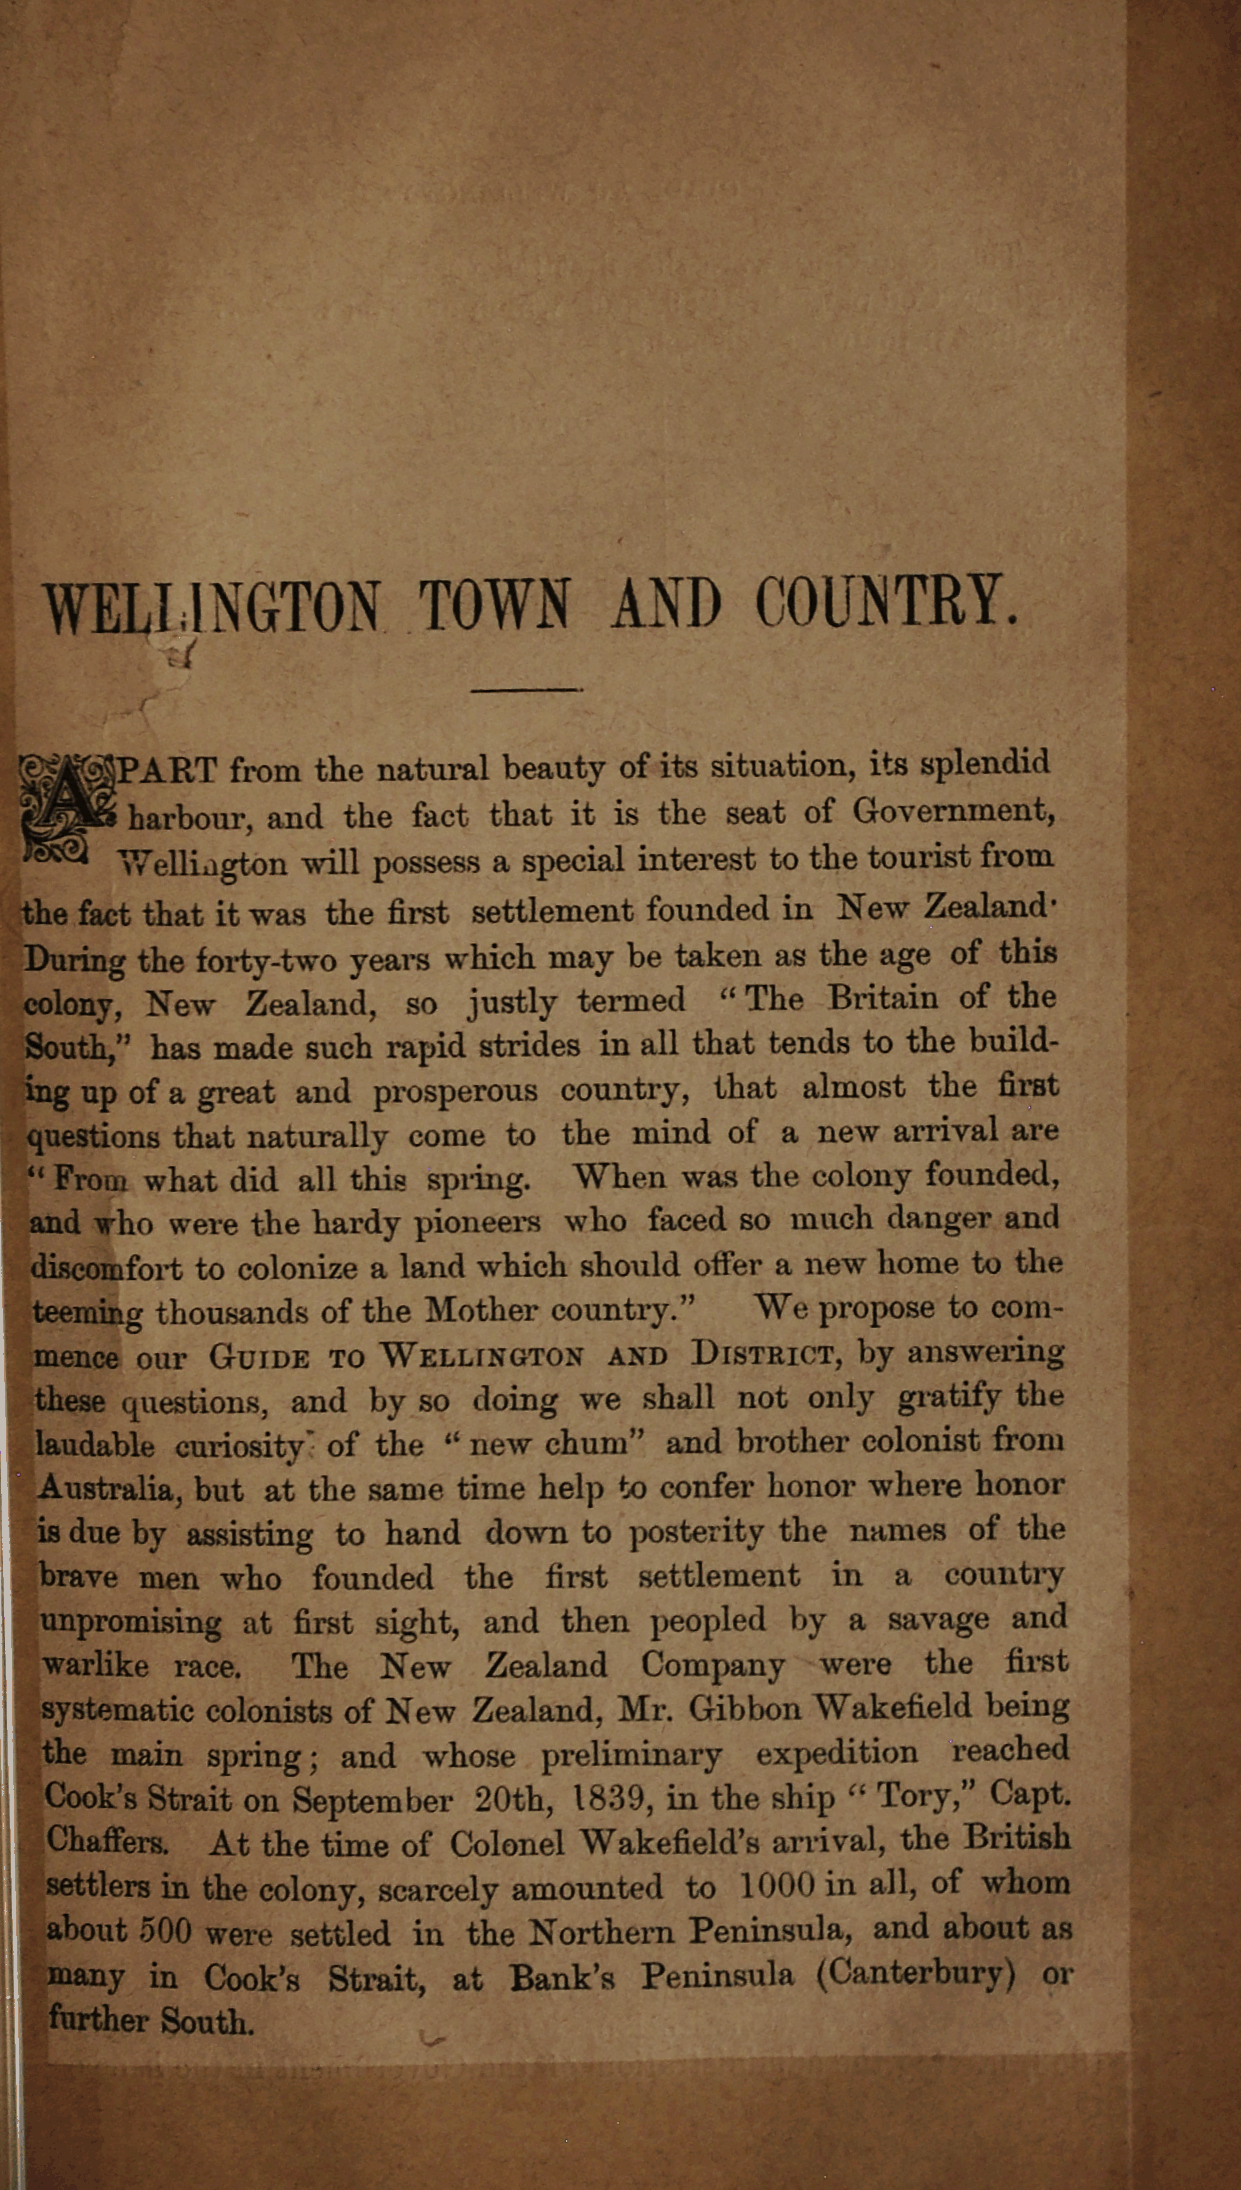 WELLINGTON TOWN AND COUNTRY.
APART from the natural beauty of its situation, its splendid
harbour, and the fact that it is the seat of Government,
Wellington will possess a special interest to the tourist from
the fact that it was the first settlement founded in New Zealand·
During the forty-two years which may be taken as the age of this
colony, New Zealand, so justly termed “The Britain of the
South,” has made such rapid strides in all that tends to the build-
ing up of a great and prosperous country, that almost the first
questions that naturally come to the mind of a new arrival are
“From what did all this spring. When was the colony founded,
and who were the hardy pioneers who faced so much danger and
discomfort to colonize a land which should offer a new home to the
teeming thousands of the Mother country.” We propose to com-
mence our GUIDE TO WELLINGTON AND DISTRICT, by answering
these questions, and by so doing we shall not only gratify the
laudable curiosity of the “new chum” and brother colonist from
Australia, but at the same time help to confer honor where honor
is due by assisting to hand down to posterity the names of the
brave men who founded the first settlement in a country
unpromising at first sight, and then peopled by a savage and
warlike race. The New Zealand Company were the first
systematic colonists of New Zealand, Mr. Gibbon Wakefield being
the main spring; and whose preliminary expedition reached
Cook’s Strait on September 20th, 1839, in the ship “Tory,” Capt.
Chaffers. At the time of Colonel Wakefield’s arrival, the British
settlers in the colony, scarcely amounted to 1000 in all, of whom
about 500 were settled in the Northern Peninsula, and about as
many in Cook’s Strait, at Bank’s Peninsula (Canterbury) or
further South.